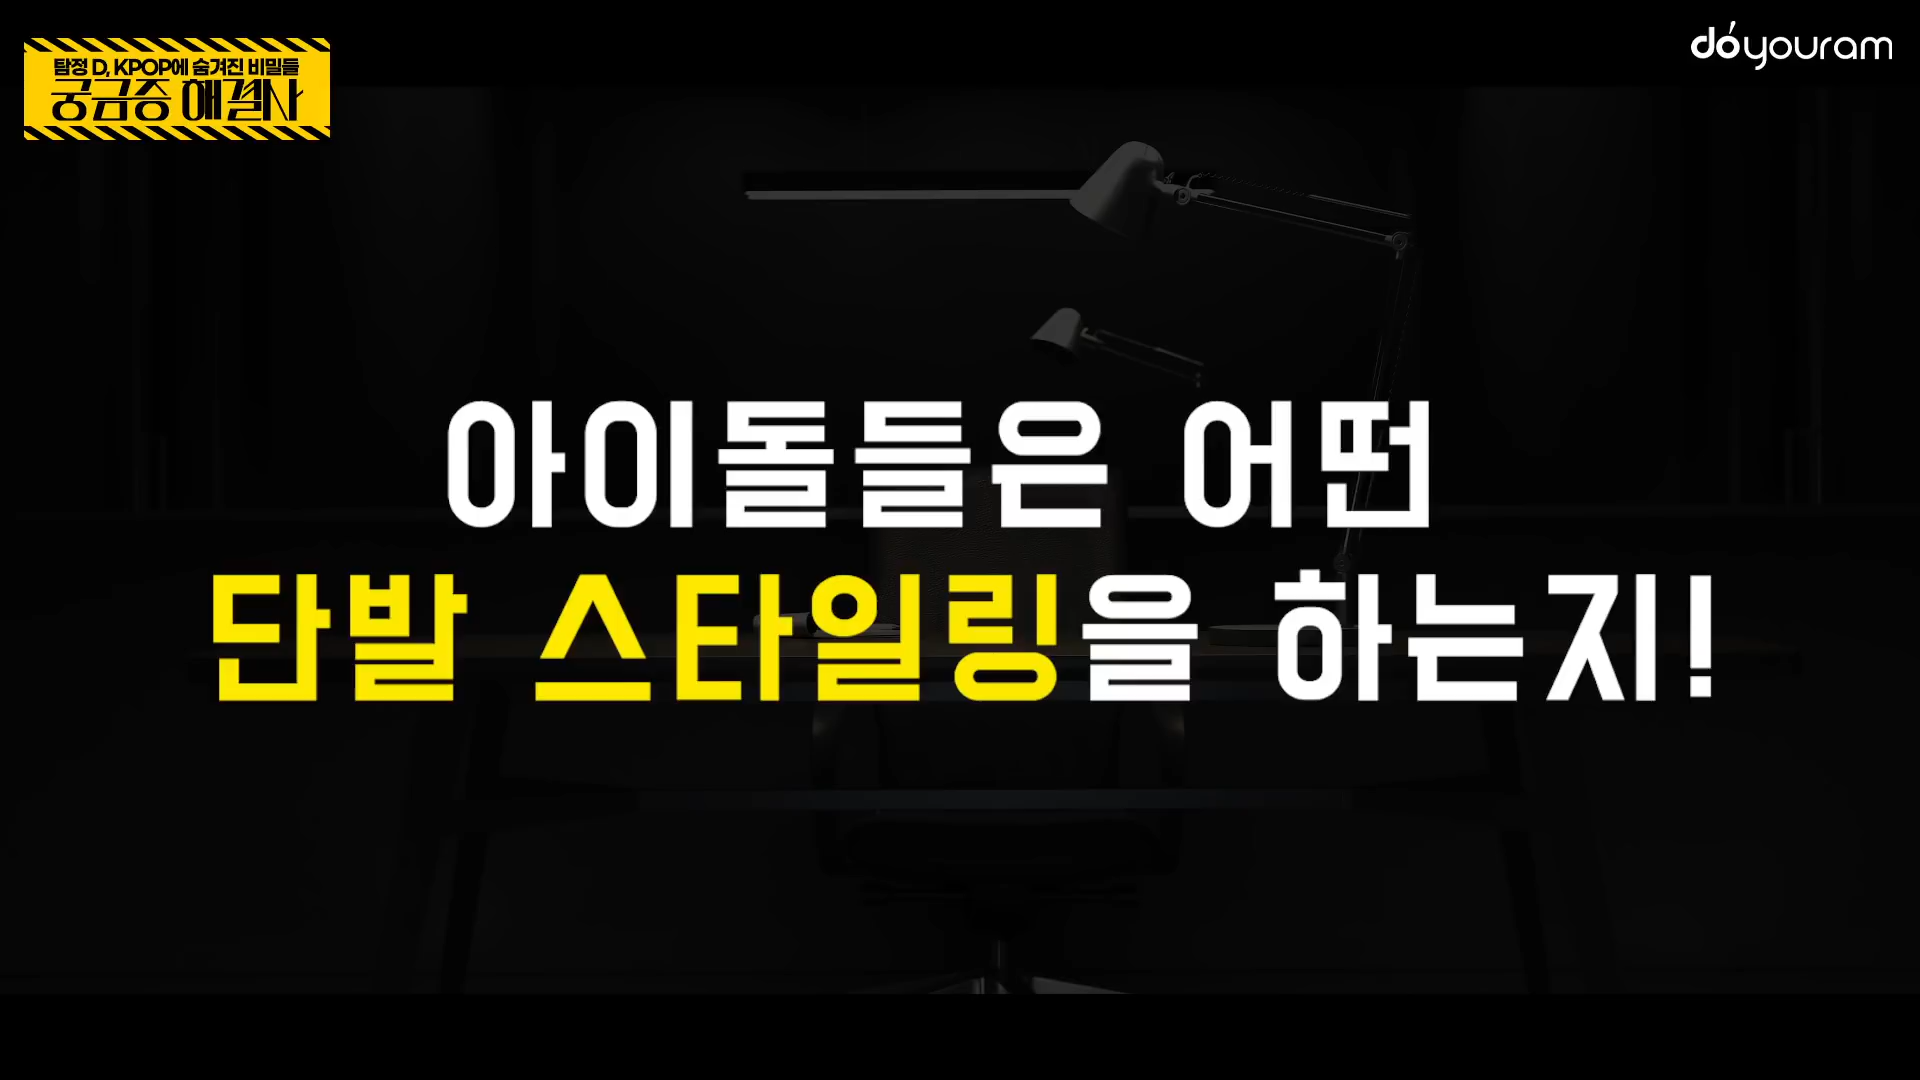 탐정 D, KPOP에 숨겨진 비밀들
궁금증 해결사
doyouram
아이돌들은 어떤
단발 스타일링을 하는지!